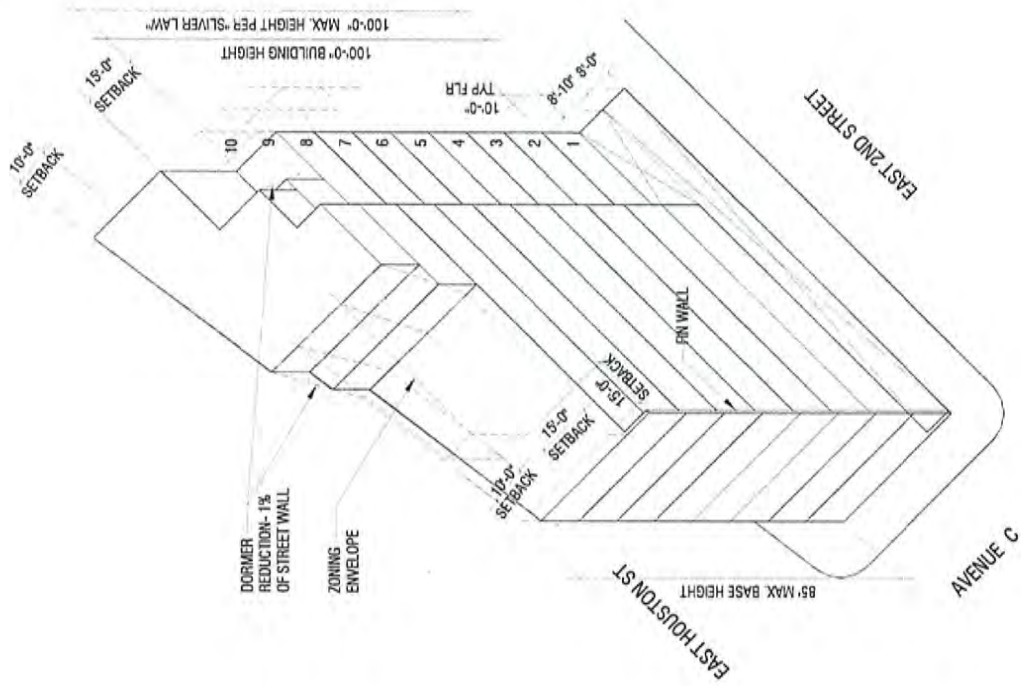 100'-0" MAX. HEIGHT PER "SLIVER LAW"
100'-0" BUILDING HEIGHT
15'-0"
SETBACK
10'-0"
SETBACK
10'-0"
TYP FLR
8'-10"
10
9
8
7
6
5
4
3
2
1
EAST 2ND STREET
DORMER
REDUCTION- 1%
OF STREET WALL
ZONING
ENVELOPE
FIN WALL
15'-0"
SETBACK
15'-0"
SETBACK
10'-0"
SETBACK
85' MAX. BASE HEIGHT
EAST HOUSTON ST
AVENUE C